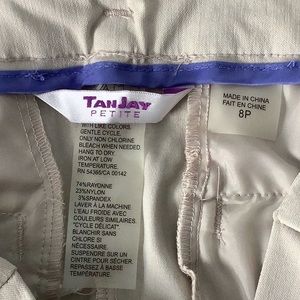 TANJAY
PETITE
WITH LIKE COLORS,
GENTLE CYCLE,
ONLY NON CHLORINE
BLEACH WHEN NEEDED
HANG TO DRY
IRON AT LOW
TEMPERATURE.
RN 54365/CA 00142
74%RAYONNE
23%NYLON
3%SPANDEX
LAVER À LA MACHINE
L'EAU FROIDE AVEC
COULEURS
SEMBLABLES.
"CYCLE DÉLICAT"
BLANCHIR SANS
CHLORE SI
NÉCESSAIRE.
SUSPENDRE SUR UN
CINTRE POUR SÉCHER
REPASSEZ À BASSE
TEMPÉRATURE
MADE IN CHINA
FAIT EN CHINE
8P